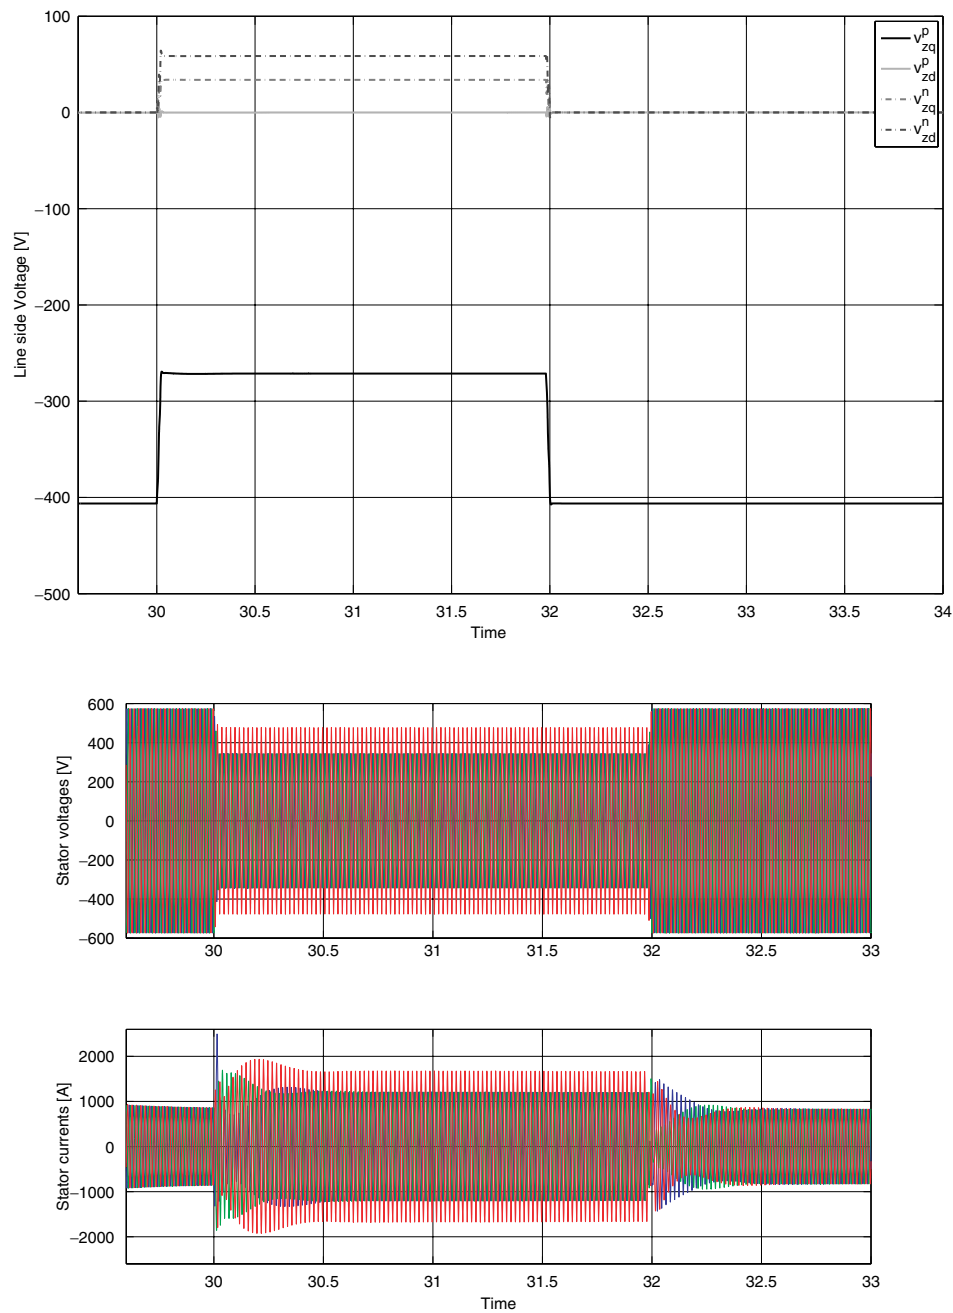 100
0
−100
−200
−300
−400
−500
Line side Voltage [V]
v^p_zq
v^p_zd
v^n_zq
v^n_zd
30 30.5 31 31.5 32 32.5 33 33.5 34
Time
600
400
200
0
−200
−400
−600
Stator voltages [V]
30 30.5 31 31.5 32 32.5 33
2000
1000
0
−1000
−2000
Stator currents [A]
30 30.5 31 31.5 32 32.5 33
Time